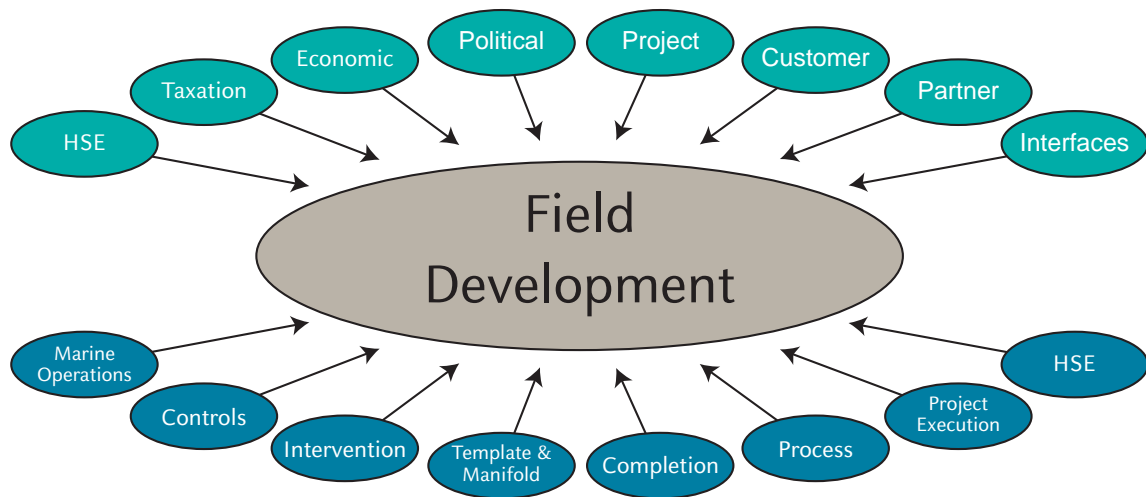 HSE
Taxation
Economic
Political
Project
Customer
Partner
Interfaces
Field
Development
Marine
Operations
Controls
Intervention
Template &
Manifold
Completion
Process
Project
Execution
HSE